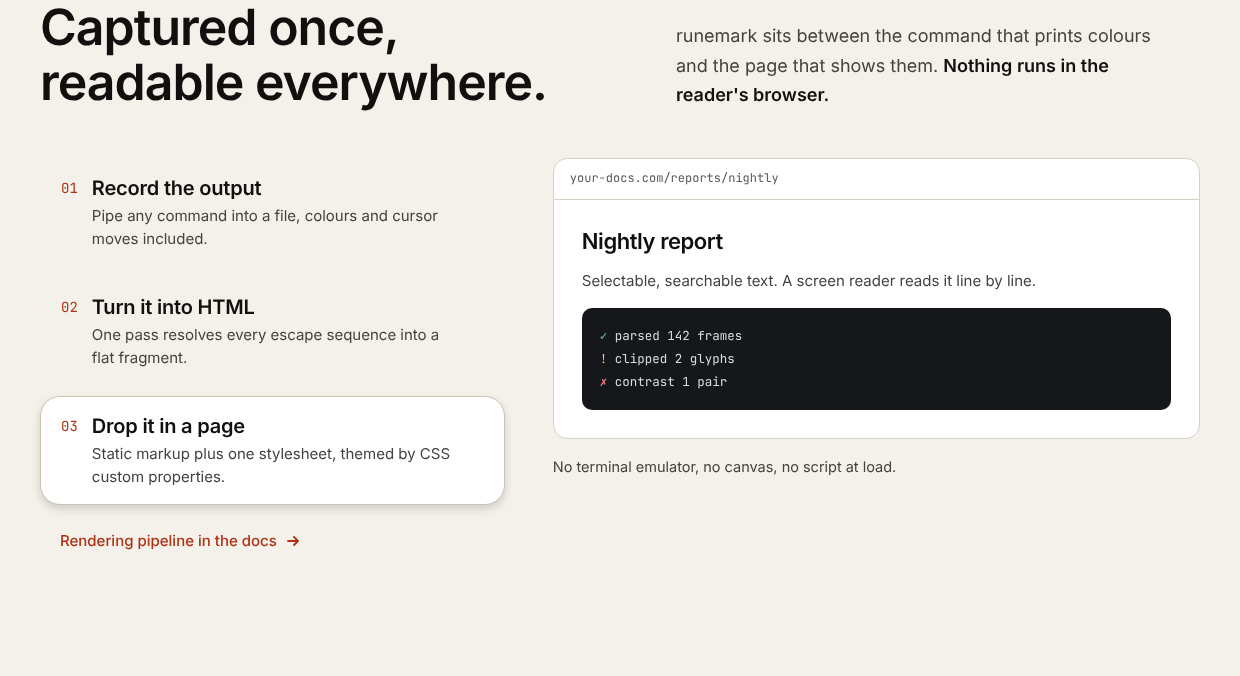 Captured once,
readable everywhere.
runemark sits between the command that prints colours
and the page that shows them. Nothing runs in the
reader's browser.
01 Record the output
Pipe any command into a file, colours and cursor
moves included.
02 Turn it into HTML
One pass resolves every escape sequence into a
flat fragment.
03 Drop it in a page
Static markup plus one stylesheet, themed by CSS
custom properties.
Rendering pipeline in the docs →
your-docs.com/reports/nightly
Nightly report
Selectable, searchable text. A screen reader reads it line by line.
✓ parsed 142 frames
! clipped 2 glyphs
✗ contrast 1 pair
No terminal emulator, no canvas, no script at load.